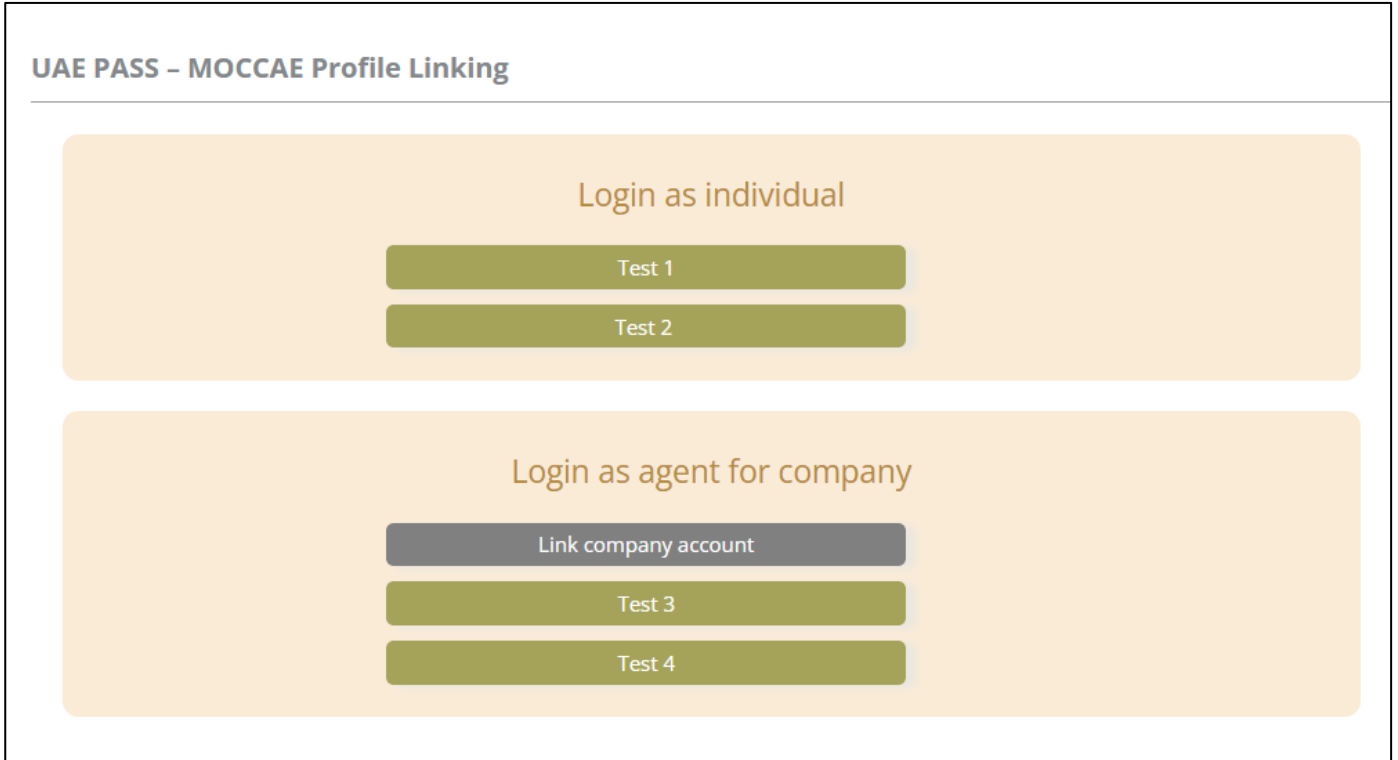 UAE PASS – MOCCAE Profile Linking
Login as individual
Test 1
Test 2
Login as agent for company
Link company account
Test 3
Test 4